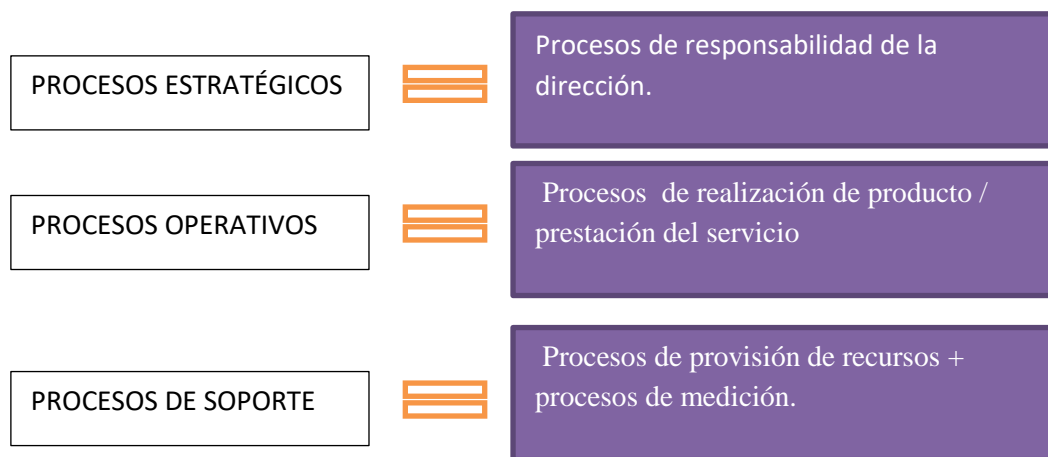 PROCESOS ESTRATÉGICOS
Procesos de responsabilidad de la
dirección.
PROCESOS OPERATIVOS
Procesos de realización de producto /
prestación del servicio
PROCESOS DE SOPORTE
Procesos de provisión de recursos +
procesos de medición.